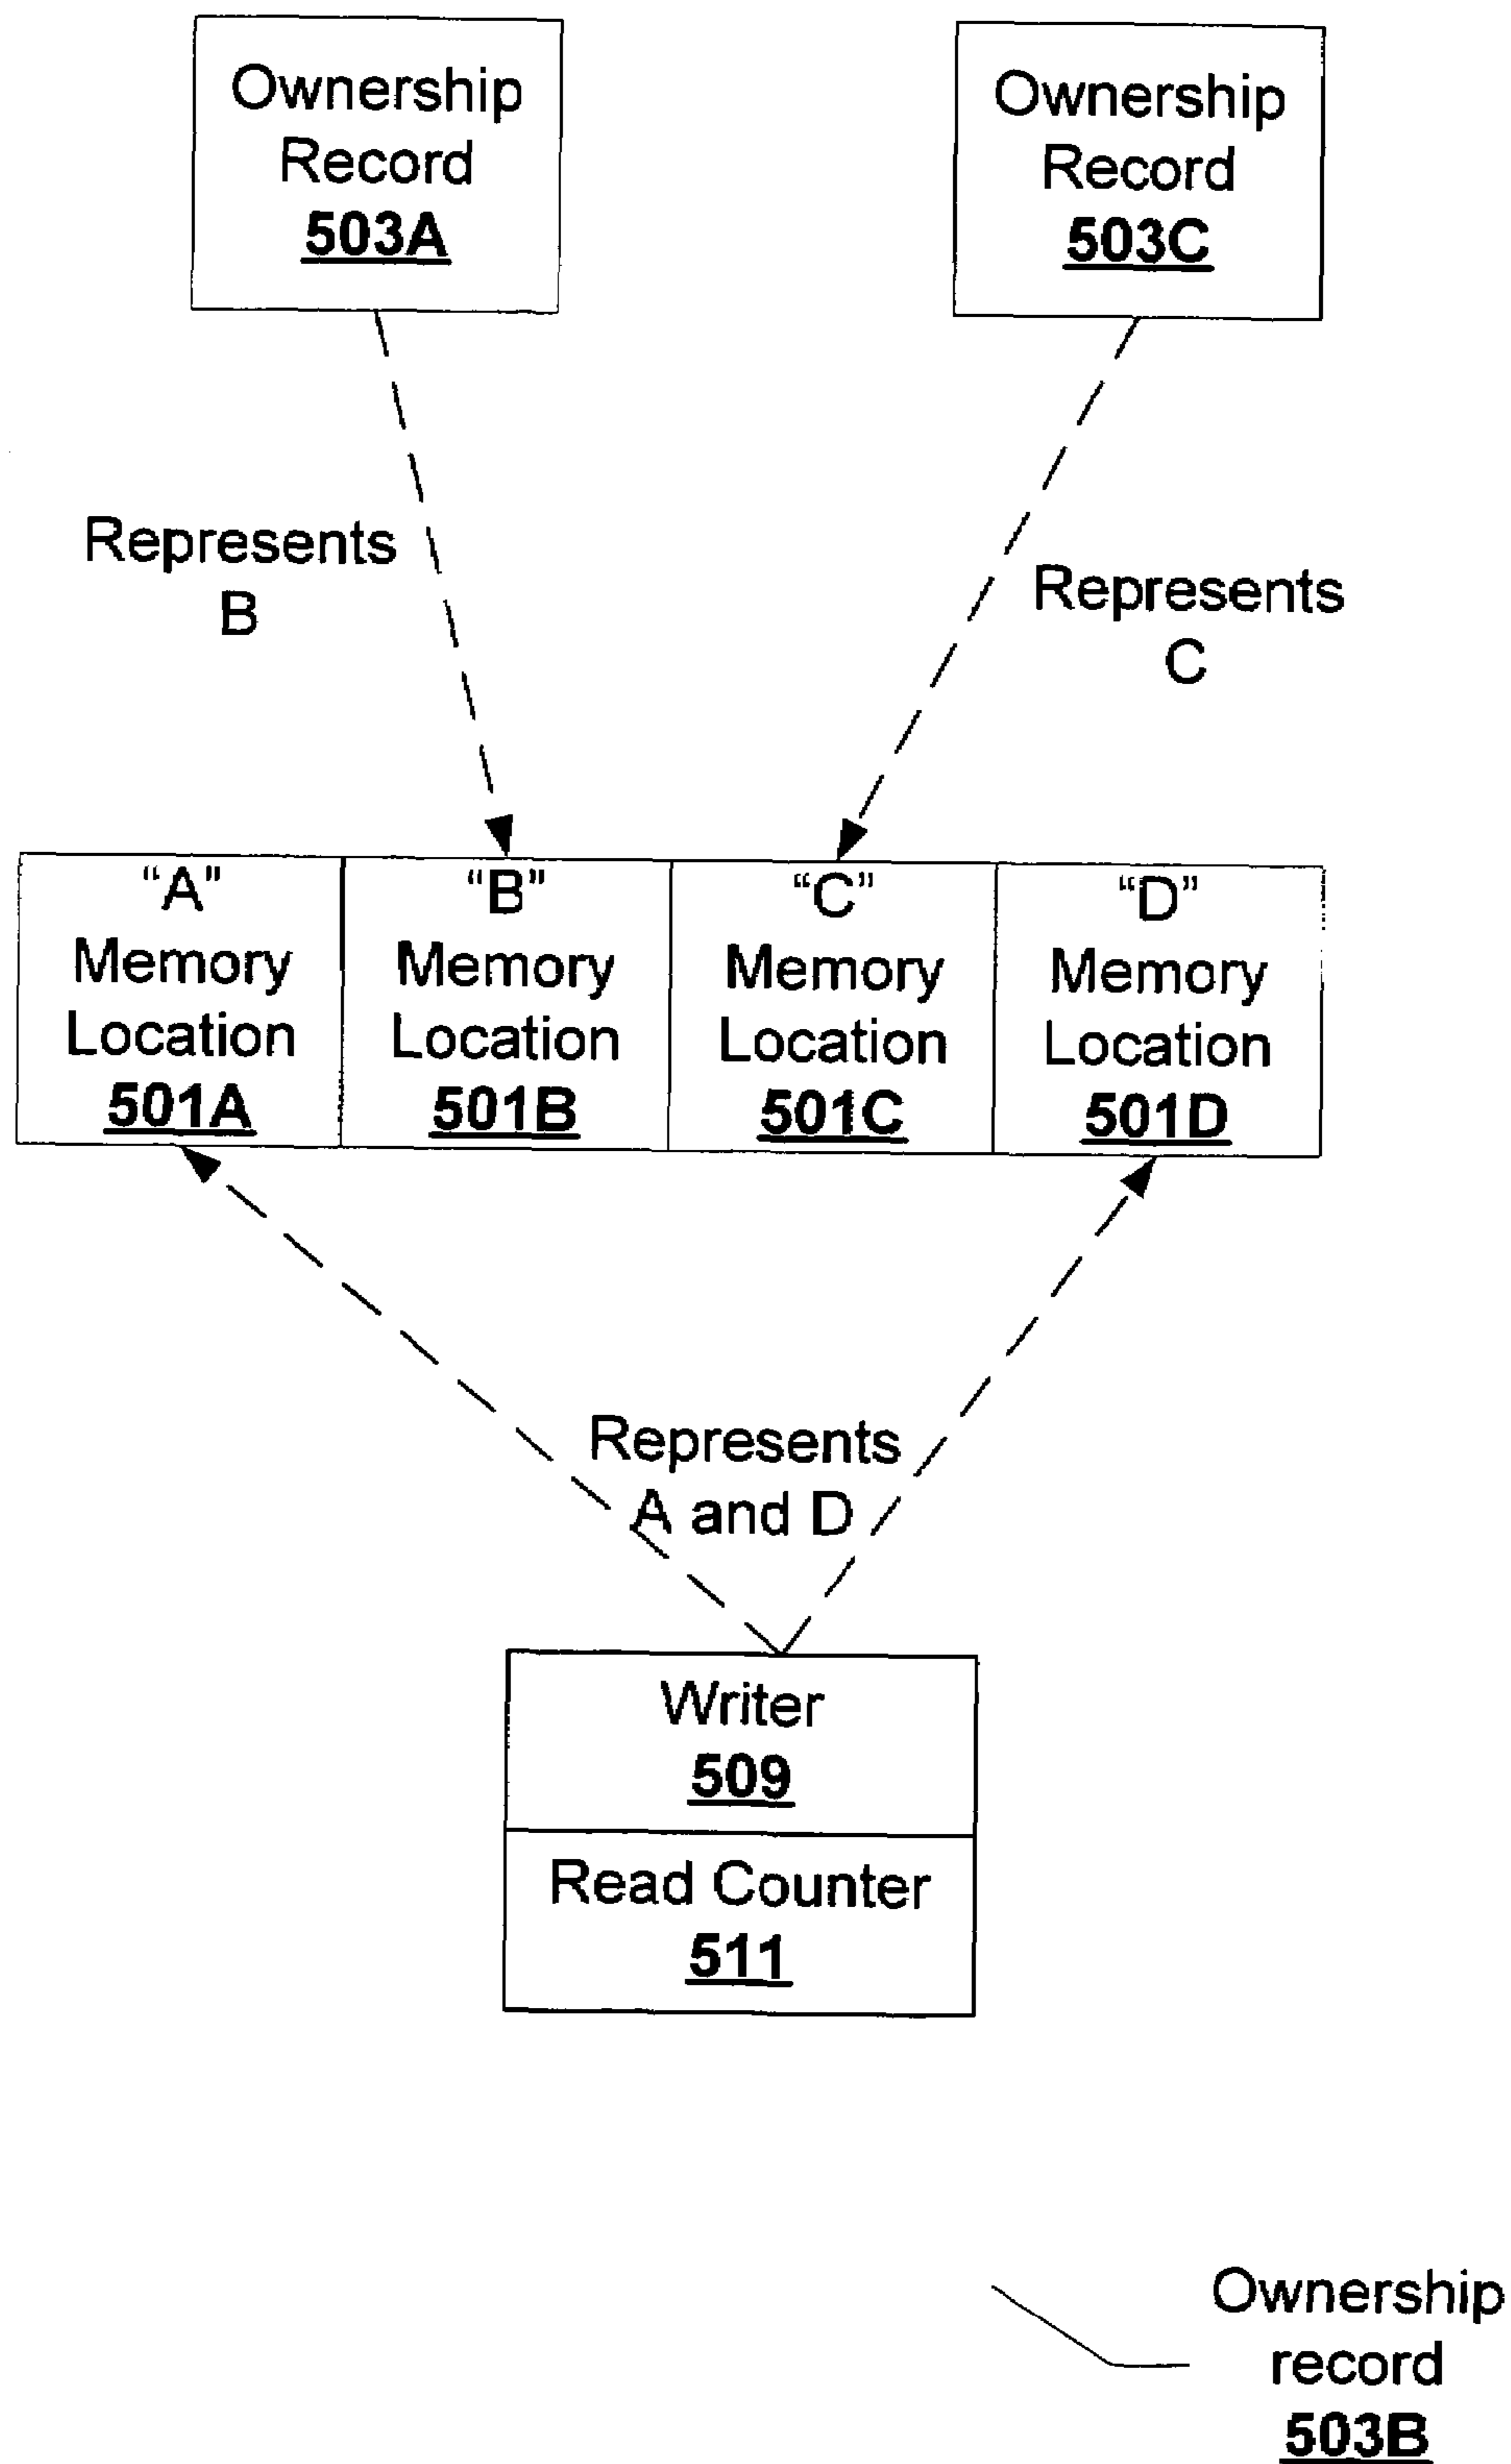 Ownership
Record
503A
Ownership
Record
503C
Represents
B
Represents
C
"A"
Memory
Location
501A
"B"
Memory
Location
501B
"C"
Memory
Location
501C
"D"
Memory
Location
501D
Represents
A and D
Writer
509
Read Counter
511
Ownership
record
503B